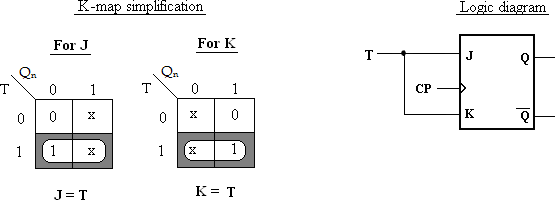 K-map simplification
Logic diagram
For J
For K
Qn
T 0 1
0 0 x
1 1 x
J = T
Qn
T 0 1
0 x 0
1 x 1
K = T
T
J Q
CP
K Q̅